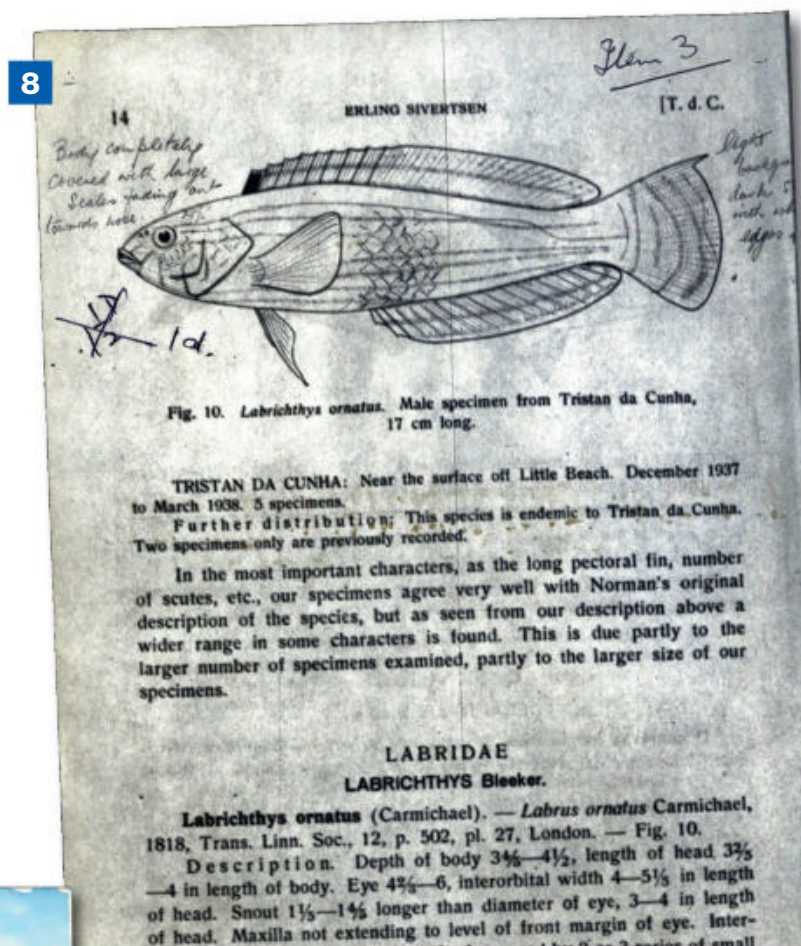 8
Item 3
14
ERLING SIVERTSEN
[T. d. C.
Body completely
covered with large
Scales fading out
towards nose
light
dark
edges
1d.
Fig. 10. Labrichthys ornatus. Male specimen from Tristan da Cunha,
17 cm long.
TRISTAN DA CUNHA: Near the surface off Little Beach. December 1937
to March 1938. 5 specimens.
Further distribution: This species is endemic to Tristan da Cunha.
Two specimens only are previously recorded.
In the most important characters, as the long pectoral fin, number
of scutes, etc., our specimens agree very well with Norman's original
description of the species, but as seen from our description above a
wider range in some characters is found. This is due partly to the
larger number of specimens examined, partly to the larger size of our
specimens.
LABRIDAE
LABRICHTHYS Bleeker.
Labrichthys ornatus (Carmichael). — Labrus ornatus Carmichael,
1818, Trans. Linn. Soc., 12, p. 502, pl. 27, London. — Fig. 10.
Description. Depth of body 3⅘—4½, length of head 3⅖
—4 in length of body. Eye 4⅖—6, interorbital width 4—5⅕ in length
of head. Snout 1⅕—1⅘ longer than diameter of eye, 3—4 in length
of head. Maxilla not extending to level of front margin of eye. Inter-